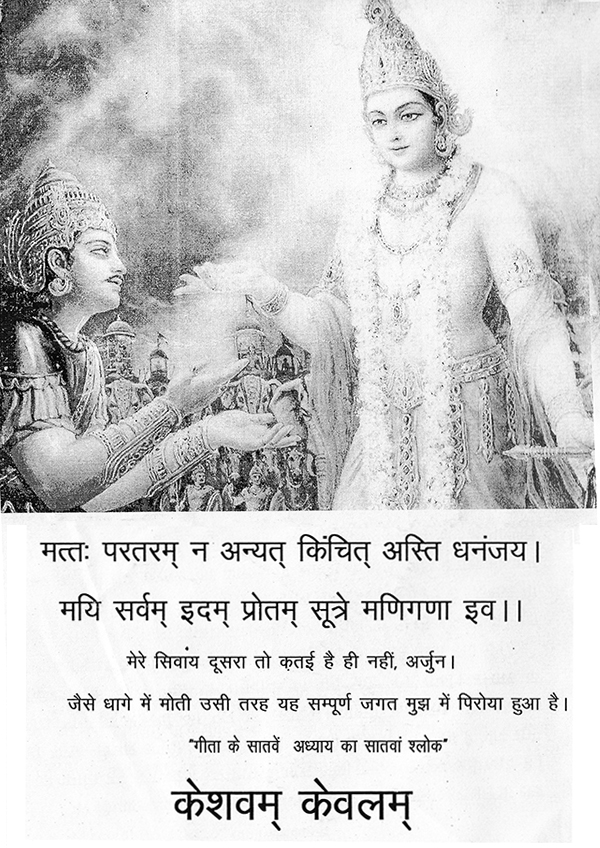 मत्तः परतरम् न अन्यत् किंचित् अस्ति धनंजय।
मयि सर्वम् इदम् प्रोतम् सूत्रे मणिगणा इव।।
मेरे सिवांय दूसरा तो क़तई है ही नहीं, अर्जुन।
जैसे धागे में मोती उसी तरह यह सम्पूर्ण जगत मुझ में पिरोया हुआ है।
"गीता के सातवें अध्याय का सातवां श्लोक"
केशवम् केवलम्